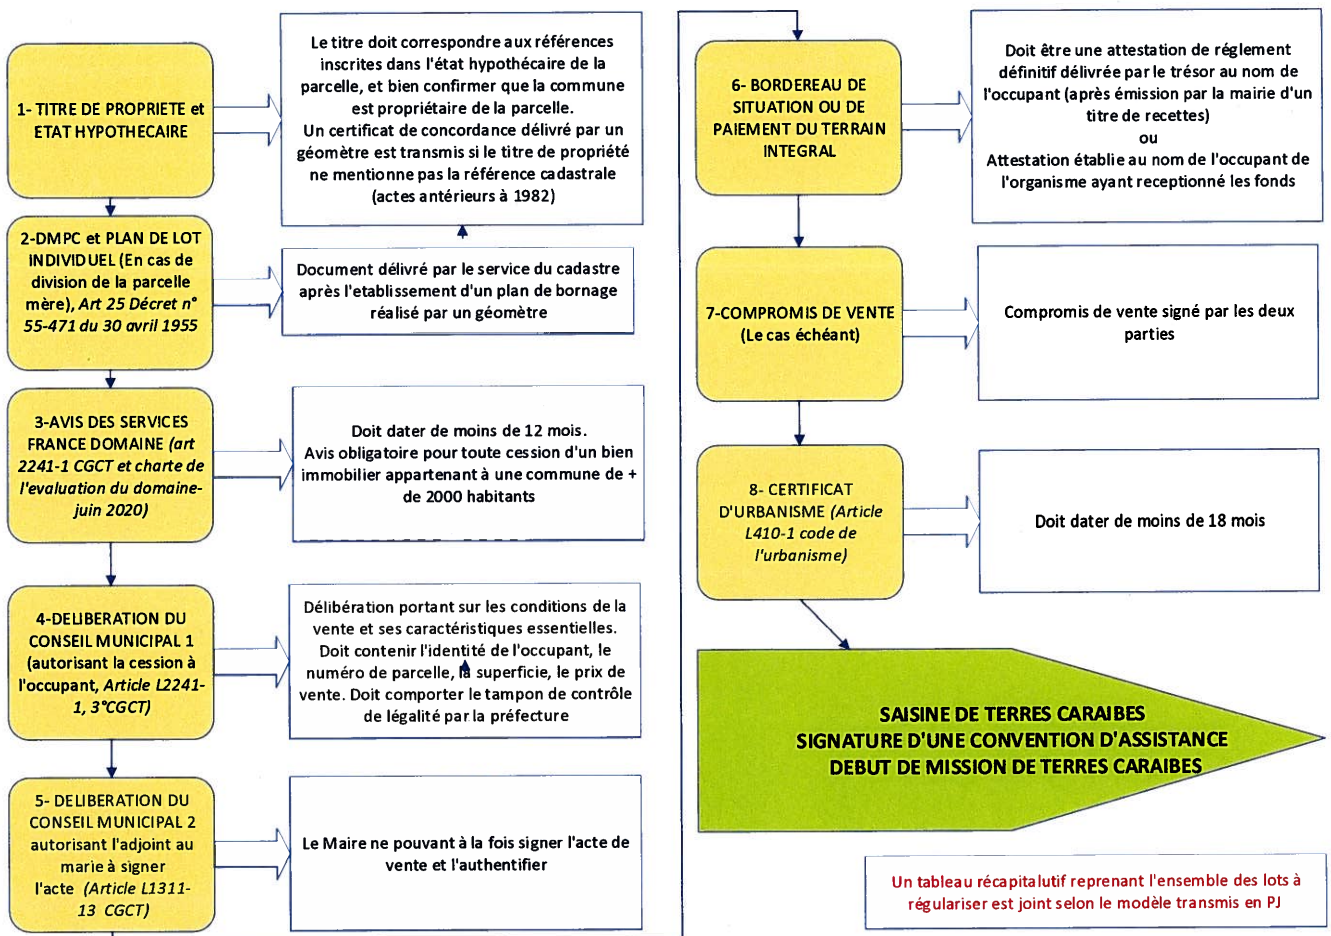 1- TITRE DE PROPRIETE et
ETAT HYPOTHECAIRE
Le titre doit correspondre aux références
inscrites dans l'état hypothécaire de la
parcelle, et bien confirmer que la commune
est propriétaire de la parcelle.
Un certificat de concordance délivré par un
géomètre est transmis si le titre de propriété
ne mentionne pas la référence cadastrale
(actes antérieurs à 1982)
2-DMPC et PLAN DE LOT
INDIVIDUEL (En cas de
division de la parcelle
mère), Art 25 Décret n°
55-471 du 30 avril 1955
Document délivré par le service du cadastre
après l'etablissement d'un plan de bornage
réalisé par un géomètre
3-AVIS DES SERVICES
FRANCE DOMAINE (art
2241-1 CGCT et charte de
l'evaluation du domaine-
juin 2020)
Doit dater de moins de 12 mois.
Avis obligatoire pour toute cession d'un bien
immobilier appartenant à une commune de +
de 2000 habitants
4-DELIBERATION DU
CONSEIL MUNICIPAL 1
(autorisant la cession à
l'occupant, Article L2241-
1, 3°CGCT)
Délibération portant sur les conditions de la
vente et ses caractéristiques essentielles.
Doit contenir l'identité de l'occupant, le
numéro de parcelle, la superficie, le prix de
vente. Doit comporter le tampon de contrôle
de légalité par la préfecture
5- DELIBERATION DU
CONSEIL MUNICIPAL 2
autorisant l'adjoint au
marie à signer
l'acte (Article L1311-
13 CGCT)
Le Maire ne pouvant à la fois signer l'acte de
vente et l'authentifier
6- BORDEREAU DE
SITUATION OU DE
PAIEMENT DU TERRAIN
INTEGRAL
Doit être une attestation de réglement
définitif délivrée par le trésor au nom de
l'occupant (après émission par la mairie d'un
titre de recettes)
ou
Attestation établie au nom de l'occupant de
l'organisme ayant receptionné les fonds
7-COMPROMIS DE VENTE
(Le cas échéant)
Compromis de vente signé par les deux
parties
8- CERTIFICAT
D'URBANISME (Article
L410-1 code de
l'urbanisme)
Doit dater de moins de 18 mois
SAISINE DE TERRES CARAIBES
SIGNATURE D'UNE CONVENTION D'ASSISTANCE
DEBUT DE MISSION DE TERRES CARAIBES
Un tableau récapitalutif reprenant l'ensemble des lots à
régulariser est joint selon le modèle transmis en PJ